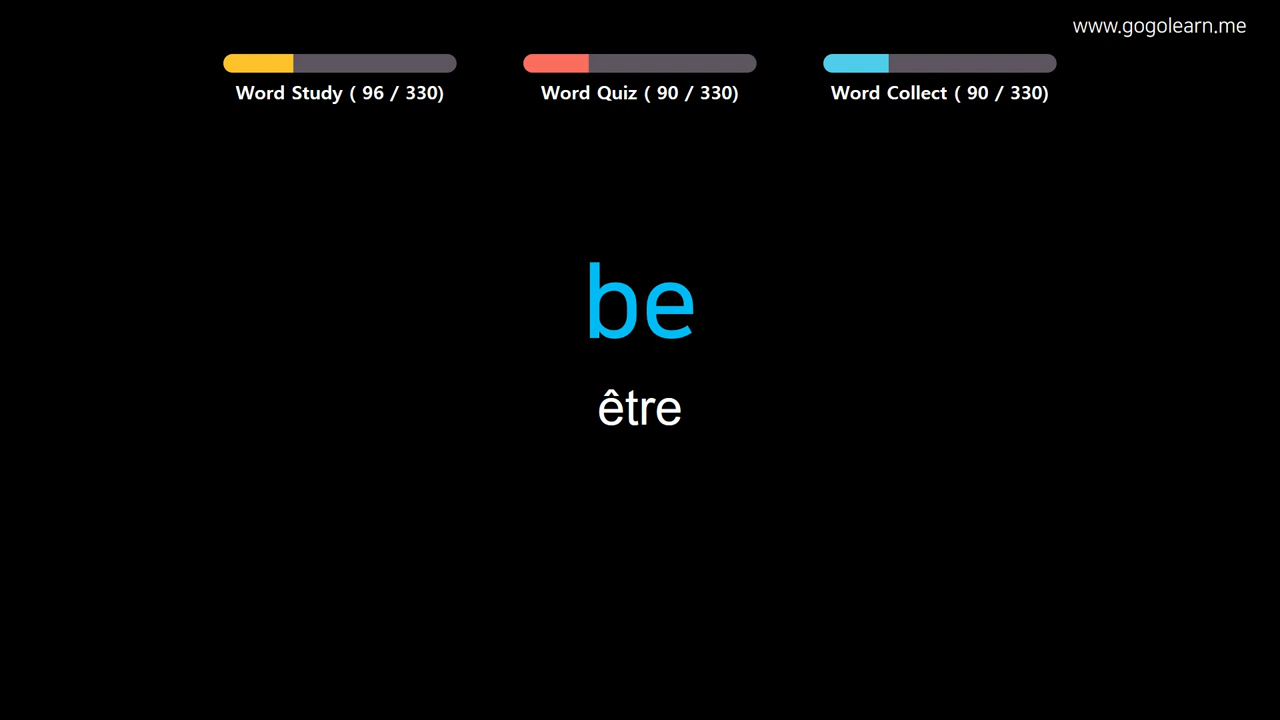 www.gogolearn.me
Word Study ( 96 / 330)
Word Quiz ( 90 / 330)
Word Collect ( 90 / 330)
be
être